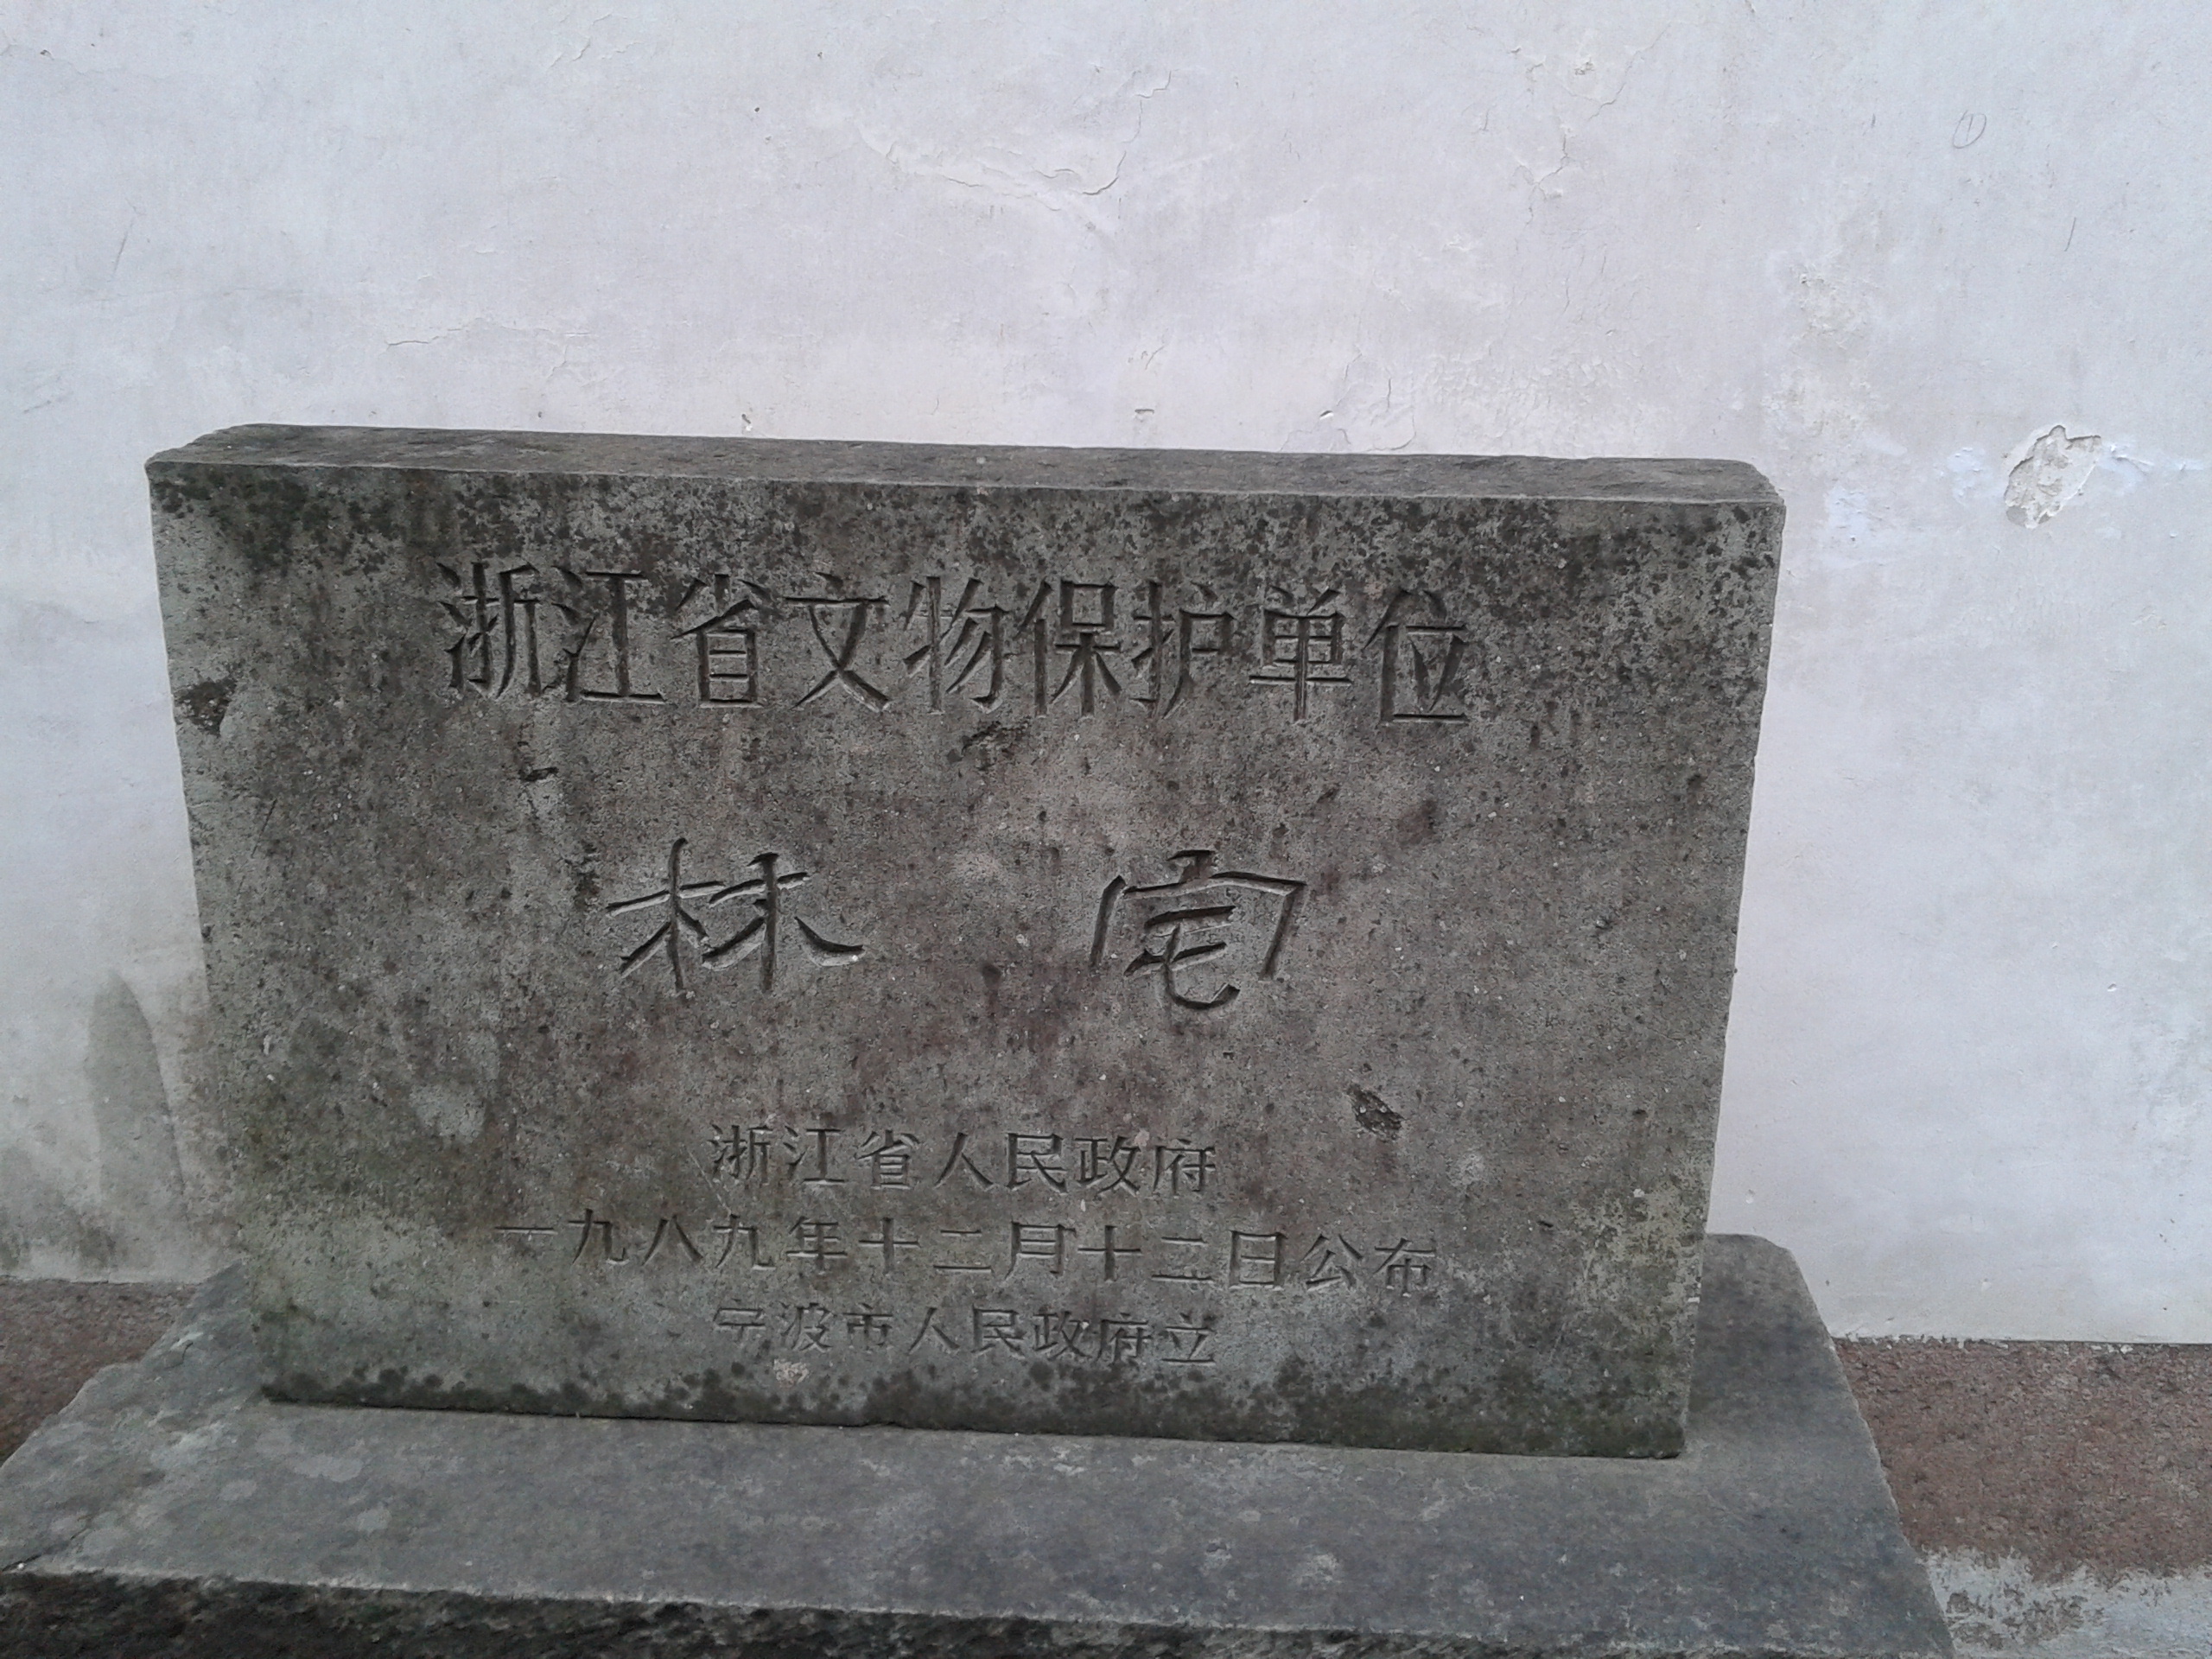 浙江省文物保护单位
林宅
浙江省人民政府
一九八九年十二月十二日公布
宁波市人民政府立